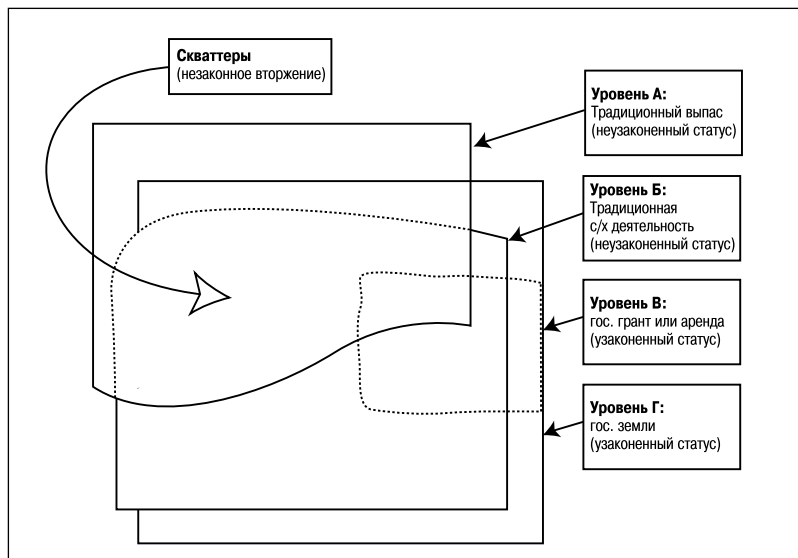 Скваттеры
(незаконное вторжение)
Уровень А:
Традиционный выпас
(неузаконенный статус)
Уровень Б:
Традиционная
с/х деятельность
(неузаконенный статус)
Уровень В:
гос. грант или аренда
(узаконенный статус)
Уровень Г:
гос. земли
(узаконенный статус)